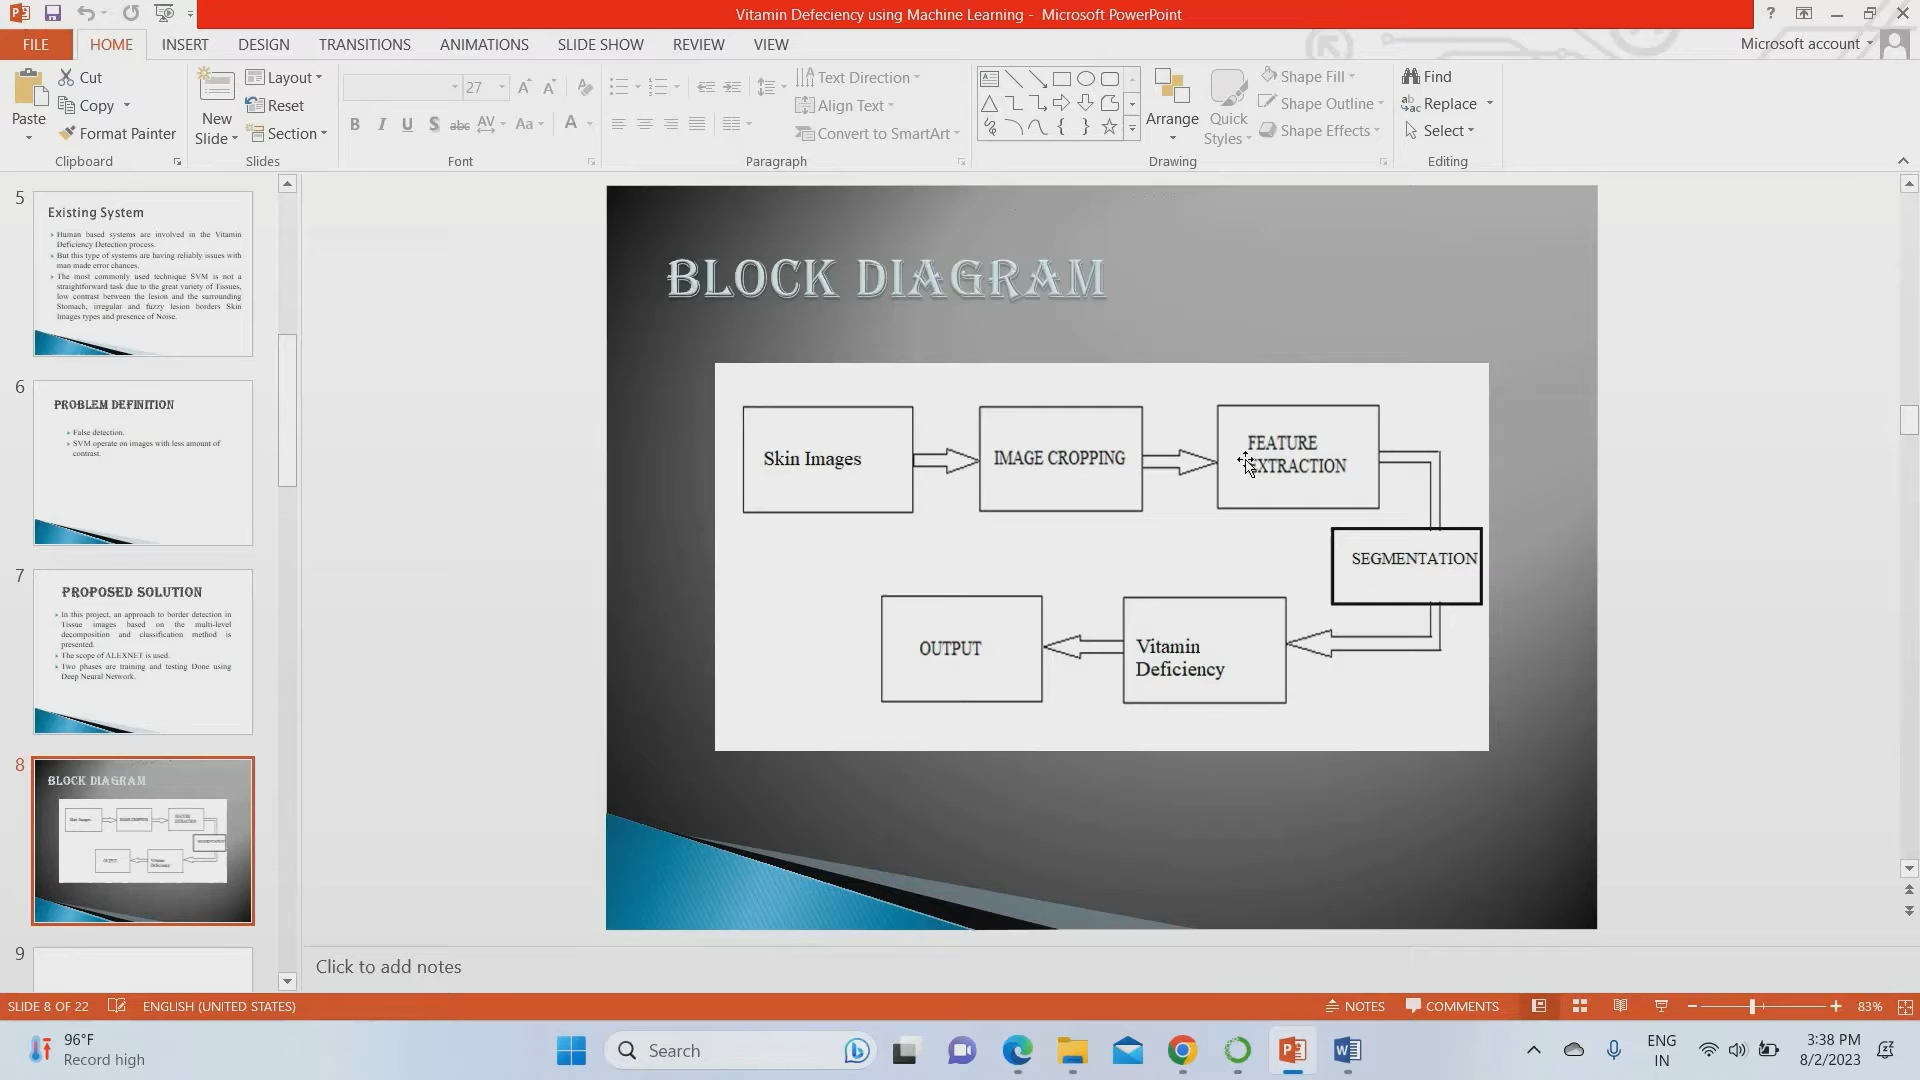 Vitamin Defeciency using Machine Learning - Microsoft PowerPoint
FILE HOME INSERT DESIGN TRANSITIONS ANIMATIONS SLIDE SHOW REVIEW VIEW
Microsoft account
Paste
Cut
Copy
Format Painter
Clipboard
New
Slide
Layout
Reset
Section
Slides
27
Font
Text Direction
Align Text
Convert to SmartArt
Paragraph
Arrange
Quick
Styles
Shape Fill
Shape Outline
Shape Effects
Drawing
Find
Replace
Select
Editing
5
Existing System
Human based systems are involved in the Vitamin
Deficiency Detection process.
But this type of systems are having reliably issues with
man made error chances.
The most commonly used technique SVM is not a
straightforward task due to the great variety of Tissues,
low contrast between the lesion and the surrounding
Stomach, irregular and fuzzy lesion borders Skin
Images types and presence of Noise.
6
PROBLEM DEFINITION
False detection.
SVM operate on images with less amount of
contrast.
7
PROPOSED SOLUTION
In this project, an approach to border detection in
Tissue images based on the multi-level
decomposition and classification method is
presented.
The scope of ALEXNET is used.
Two phases are training and testing Done using
Deep Neural Network.
8
BLOCK DIAGRAM
Skin Images
IMAGE CROPPING
FEATURE
EXTRACTION
SEGMENTATION
OUTPUT
Vitamin
Deficiency
9
BLOCK DIAGRAM
Skin Images
IMAGE CROPPING
FEATURE
EXTRACTION
SEGMENTATION
Vitamin
Deficiency
OUTPUT
Click to add notes
SLIDE 8 OF 22
ENGLISH (UNITED STATES)
NOTES
COMMENTS
83%
96°F
Record high
Search
ENG
IN
3:38 PM
8/2/2023